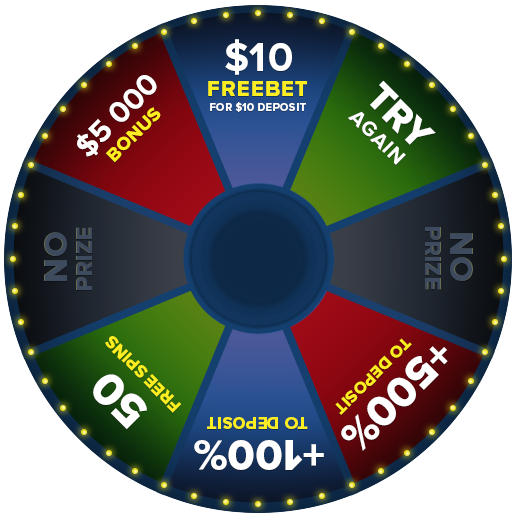 $10
FREEBET
FOR $10 DEPOSIT
TRY
AGAIN
NO
PRIZE
+500%
TO DEPOSIT
+100%
TO DEPOSIT
50
FREE SPINS
NO
PRIZE
$5 000
BONUS